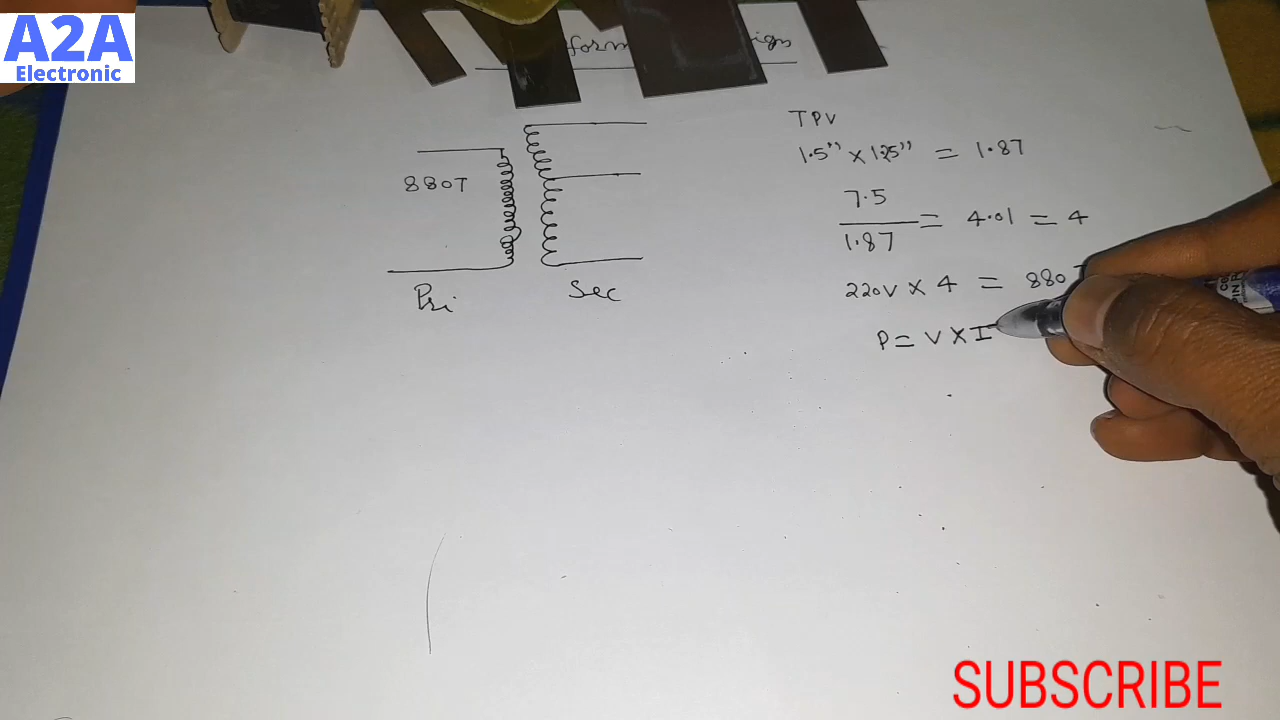 A2A
Electronic
TPV
1.5" × 1.25" = 1.87
7.5
1.87 = 4.01 = 4
880T
220V × 4 = 880 T
Pri
Sec
P = V × I
SUBSCRIBE